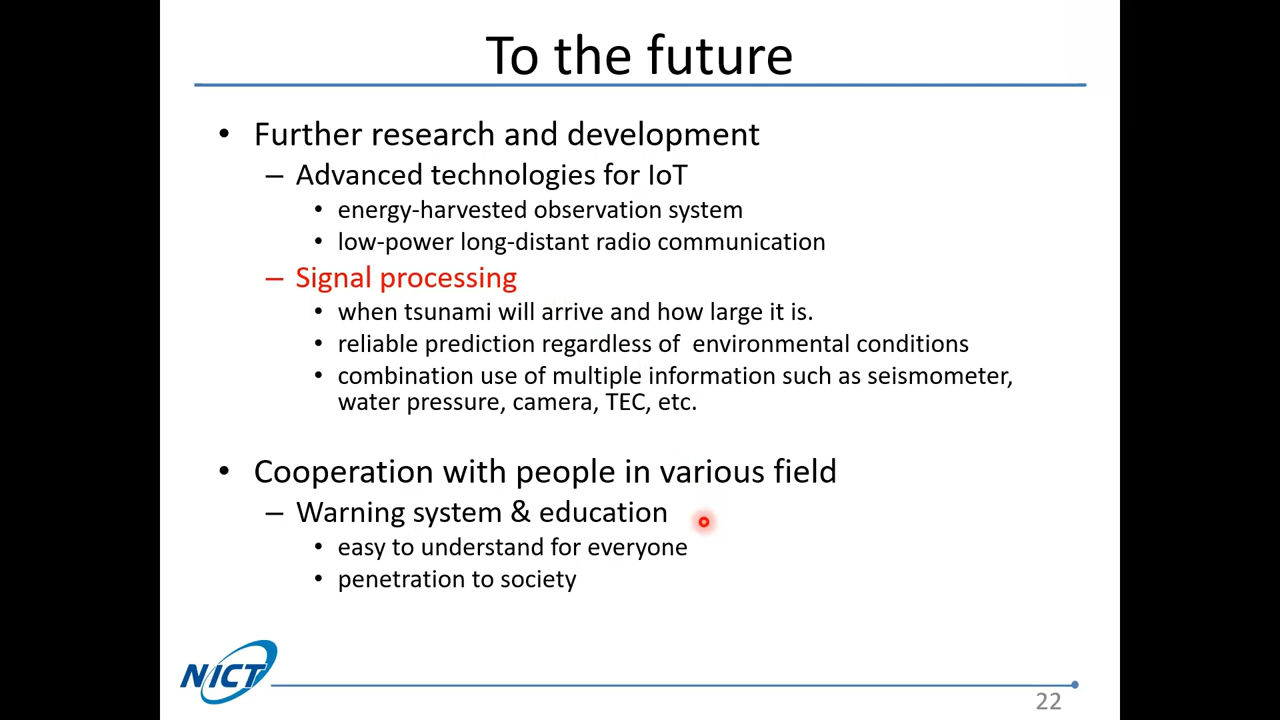 To the future
• Further research and development
– Advanced technologies for IoT
• energy-harvested observation system
• low-power long-distant radio communication
– Signal processing
• when tsunami will arrive and how large it is.
• reliable prediction regardless of  environmental conditions
• combination use of multiple information such as seismometer,
water pressure, camera, TEC, etc.
• Cooperation with people in various field
– Warning system & education
• easy to understand for everyone
• penetration to society
NICT
22